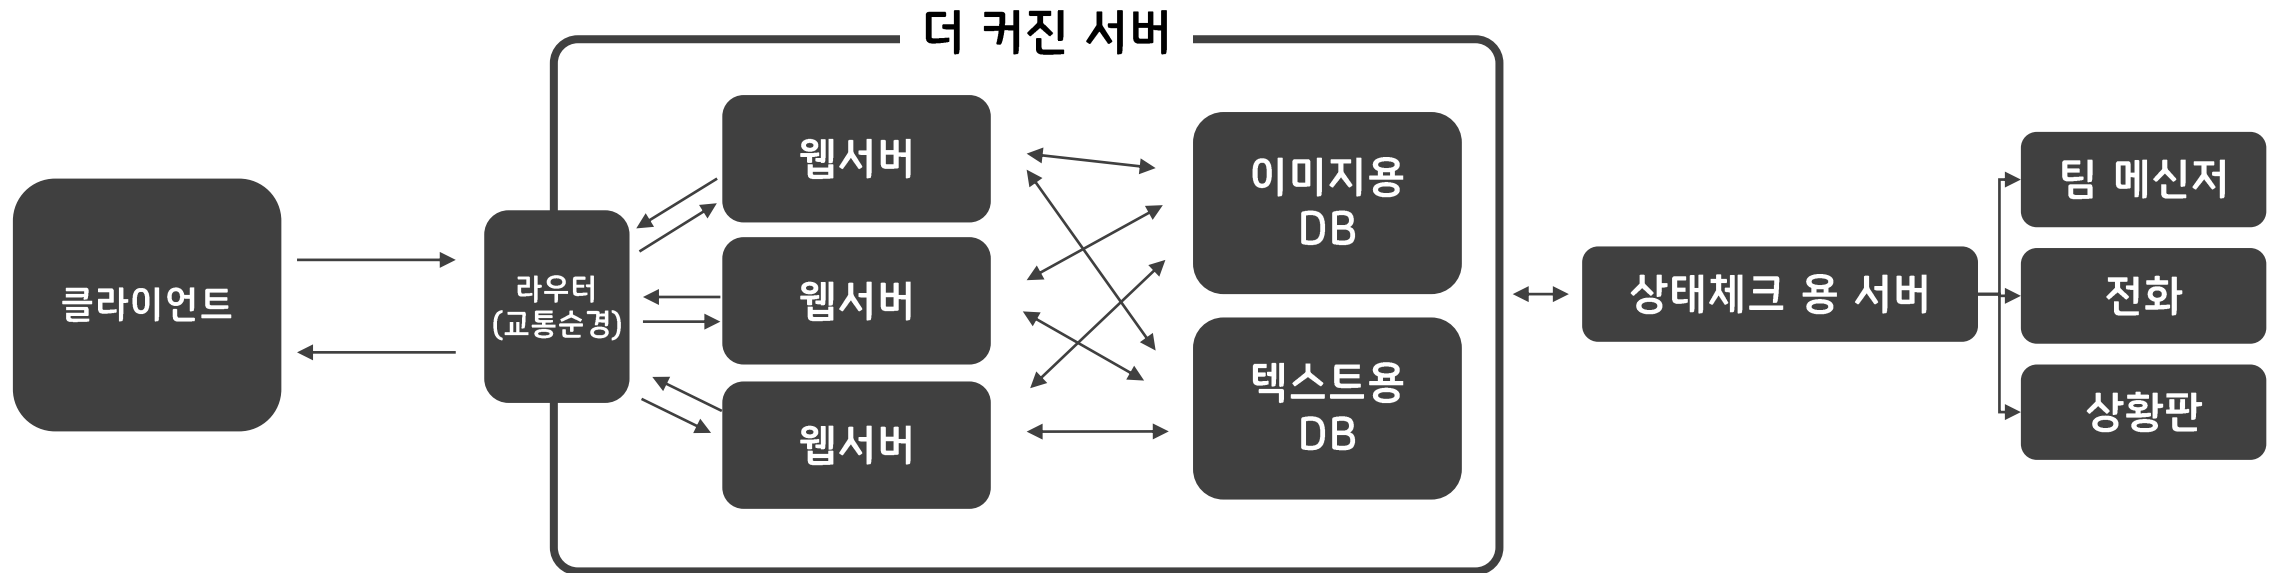 더 커진 서버
클라이언트
라우터
(교통순경)
웹서버
웹서버
웹서버
이미지용
DB
텍스트용
DB
상태체크 용 서버
팀 메신저
전화
상황판